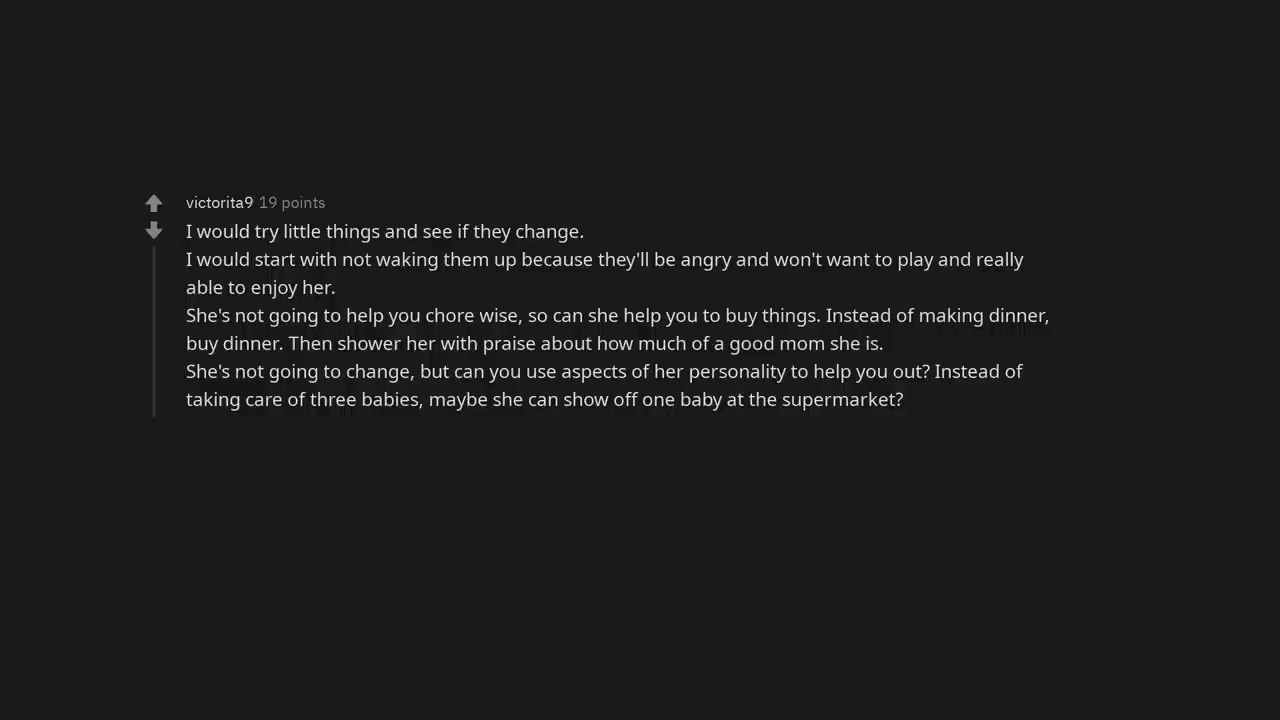 victorita9 19 points
I would try little things and see if they change.
I would start with not waking them up because they'll be angry and won't want to play and really
able to enjoy her.
She's not going to help you chore wise, so can she help you to buy things. Instead of making dinner,
buy dinner. Then shower her with praise about how much of a good mom she is.
She's not going to change, but can you use aspects of her personality to help you out? Instead of
taking care of three babies, maybe she can show off one baby at the supermarket?